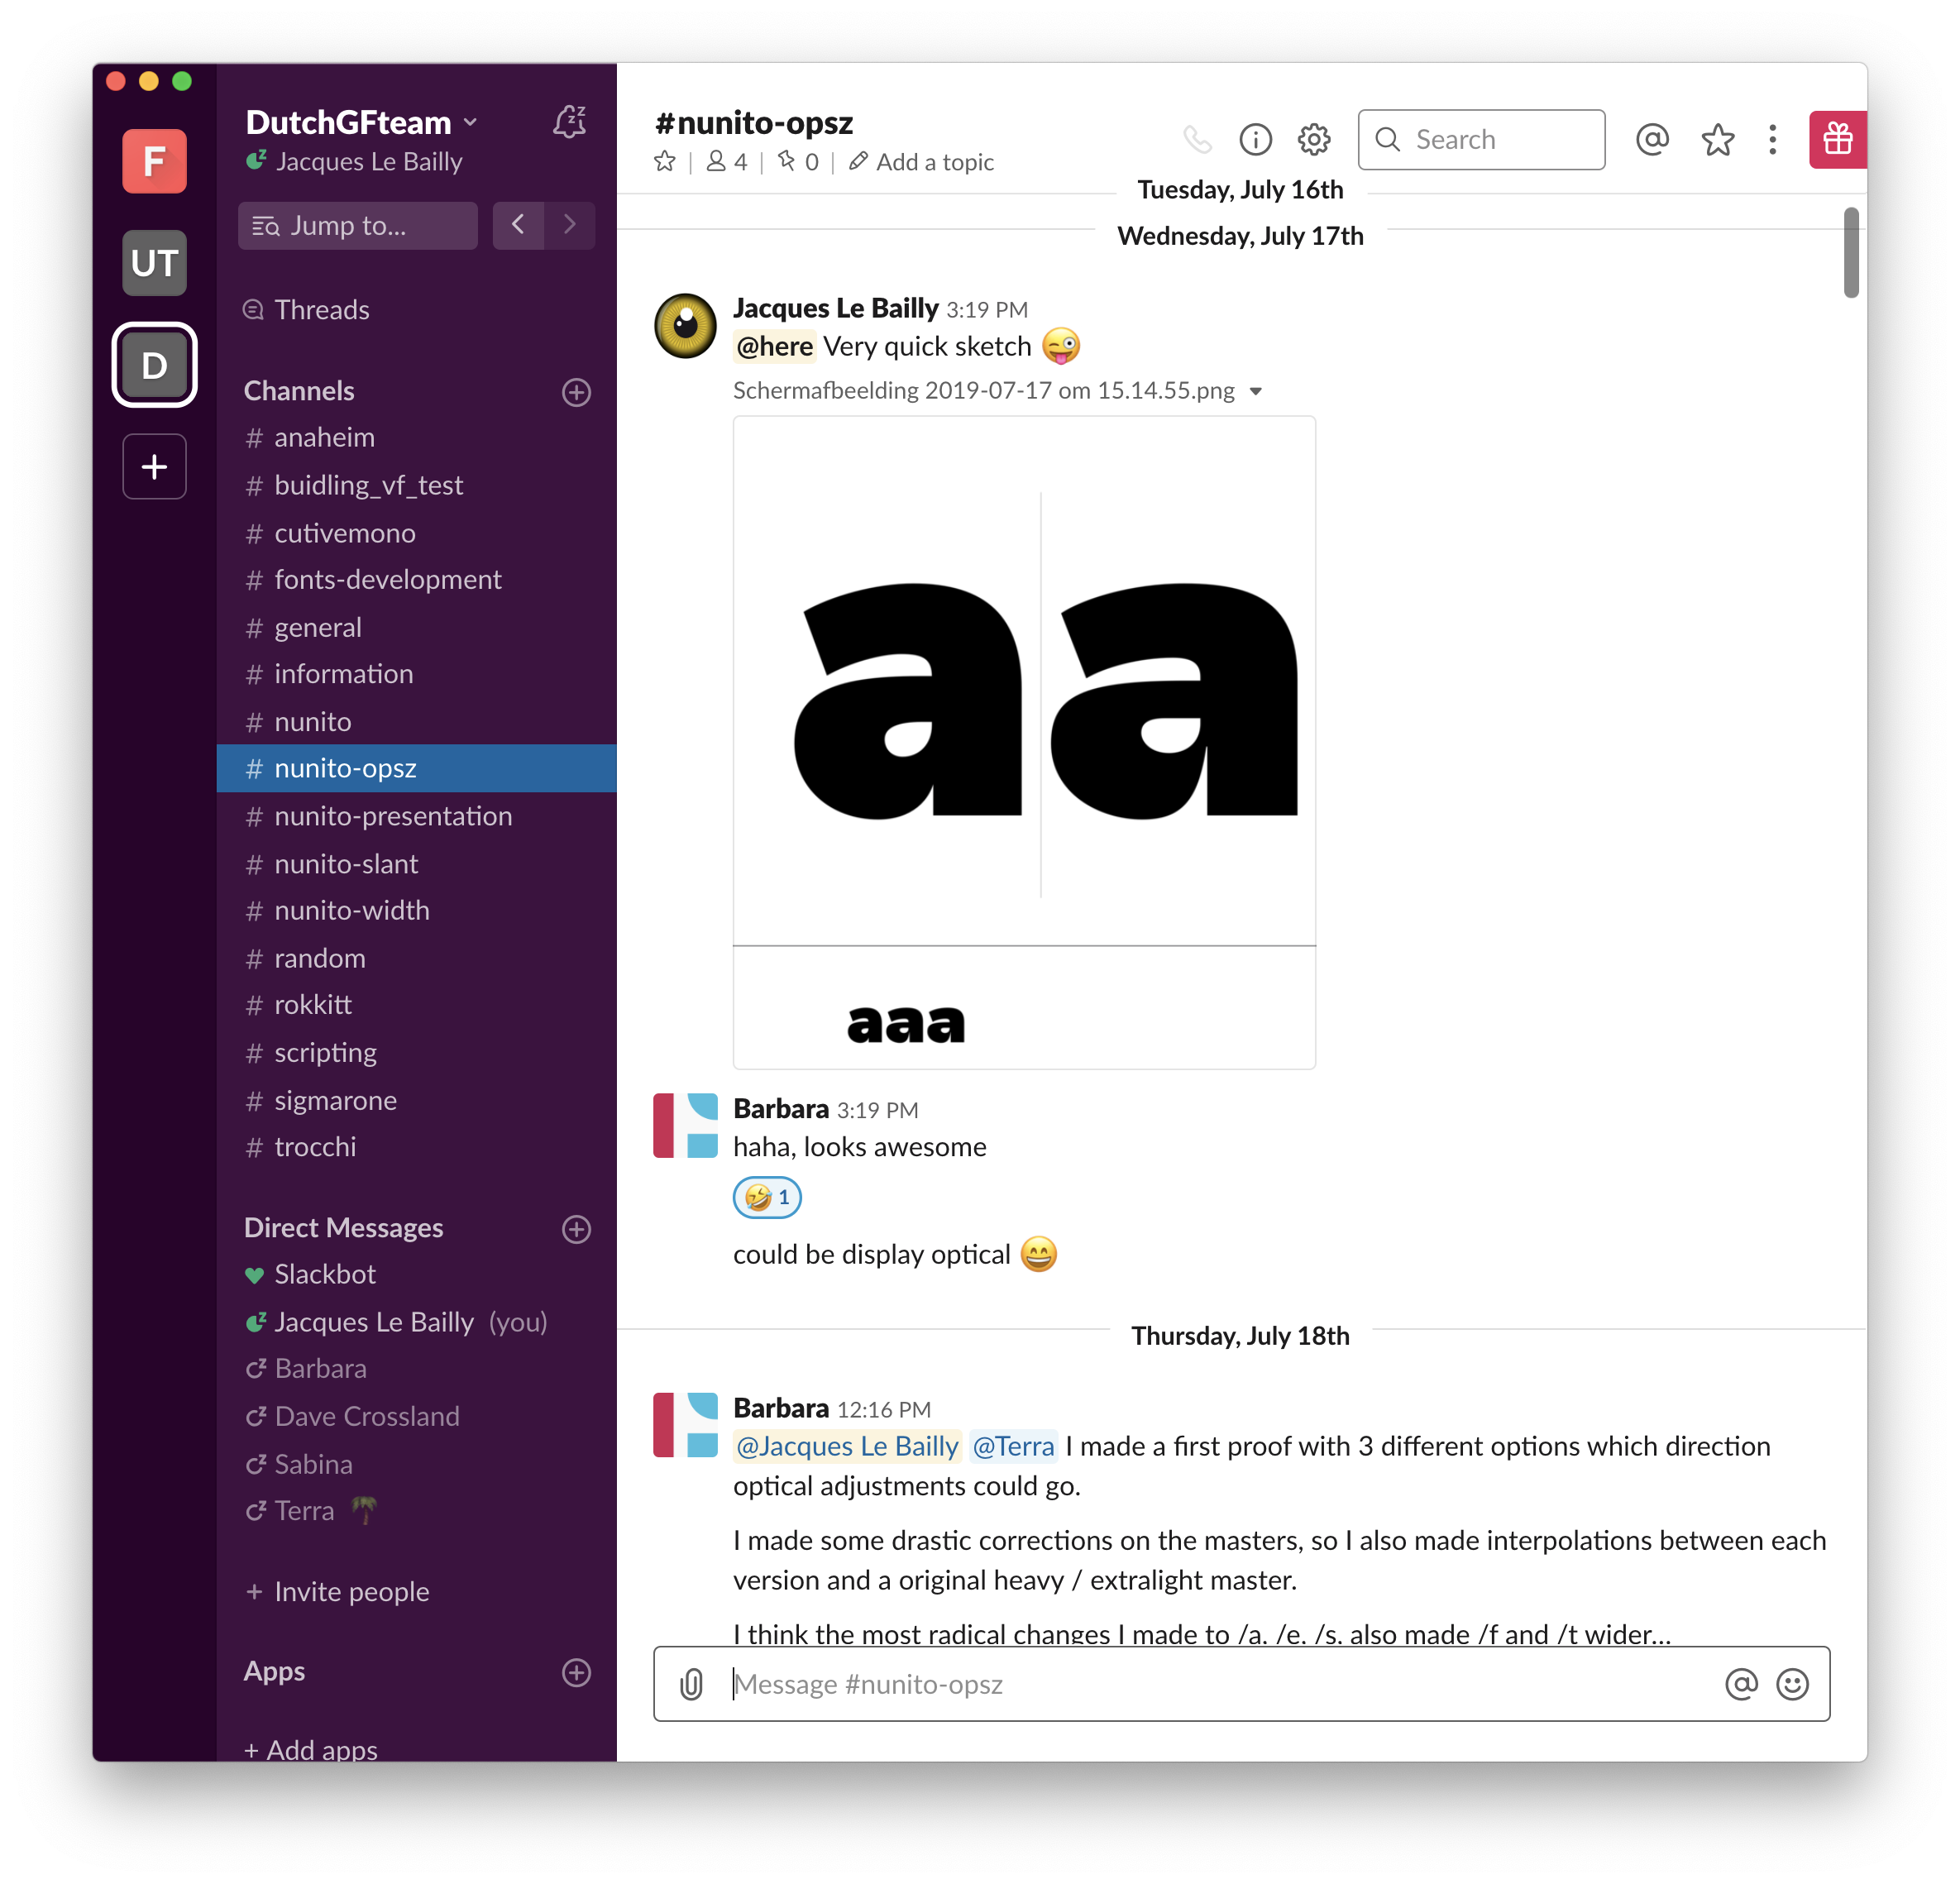 F
UT
D
DutchGFteam
Jacques Le Bailly
Jump to...
Threads
Channels
# anaheim
# buidling_vf_test
# cutivemono
# fonts-development
# general
# information
# nunito
# nunito-opsz
# nunito-presentation
# nunito-slant
# nunito-width
# random
# rokkitt
# scripting
# sigmarone
# trocchi
Direct Messages
Slackbot
Jacques Le Bailly (you)
Barbara
Dave Crossland
Sabina
Terra 🌴
+ Invite people
Apps
+ Add apps
#nunito-opsz
4 | 0 | Add a topic
Search
Tuesday, July 16th
Wednesday, July 17th
Jacques Le Bailly 3:19 PM
@here Very quick sketch 😜
Schermafbeelding 2019-07-17 om 15.14.55.png
aa
aaa
Barbara 3:19 PM
haha, looks awesome
🤣 1
could be display optical 😄
Thursday, July 18th
Barbara 12:16 PM
@Jacques Le Bailly @Terra I made a first proof with 3 different options which direction
optical adjustments could go.
I made some drastic corrections on the masters, so I also made interpolations between each
version and a original heavy / extralight master.
I think the most radical changes I made to /a, /e, /s, also made /f and /t wider...
Message #nunito-opsz